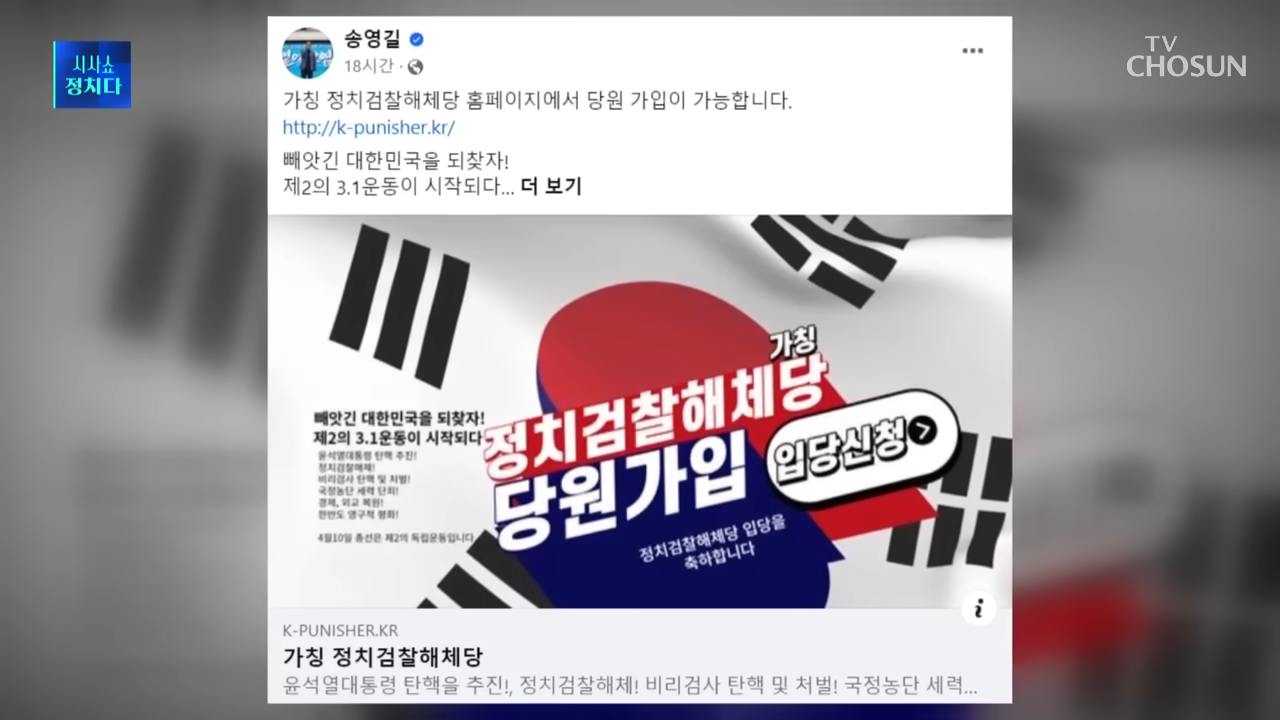 시사쇼
정치다
TV
CHOSUN
송영길
18시간 ·
가칭 정치검찰해체당 홈페이지에서 당원 가입이 가능합니다.
http://k-punisher.kr/
빼앗긴 대한민국을 되찾자!
제2의 3.1운동이 시작되다... 더 보기
가칭
정치검찰해체당
당원가입
입당신청
정치검찰해체당 입당을
축하합니다
빼앗긴 대한민국을 되찾자!
제2의 3.1운동이 시작되다
윤석열대통령 탄핵 추진!
정치검찰해체!
비리검사 탄핵 및 처벌!
국정농단 세력 단죄!
경제, 외교 복원!
한반도 영구적 평화!
4월10일 총선은 제2의 독립운동입니다.
K-PUNISHER.KR
가칭 정치검찰해체당
윤석열대통령 탄핵을 추진!, 정치검찰해체! 비리검사 탄핵 및 처벌! 국정농단 세력...